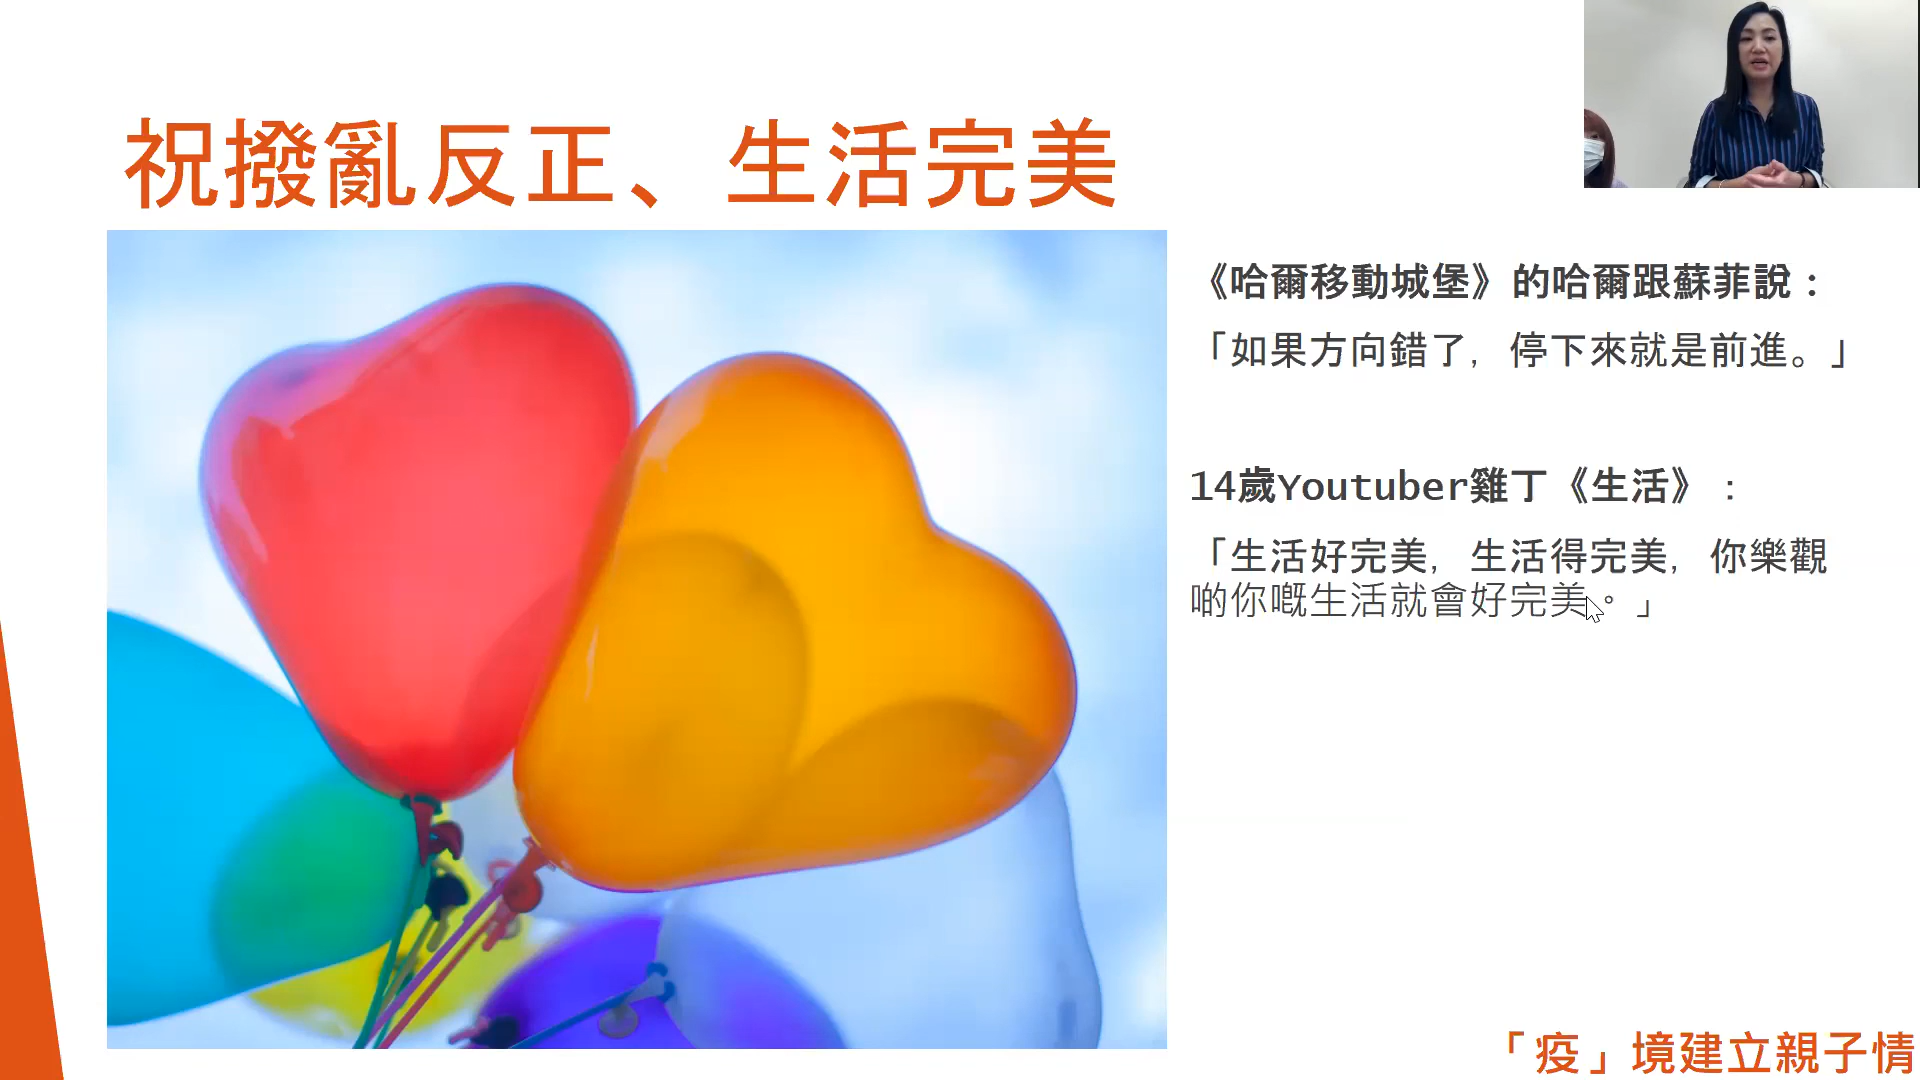 祝撥亂反正、生活完美
《哈爾移動城堡》的哈爾跟蘇菲說：
「如果方向錯了，停下來就是前進。」
14歲Youtuber雞丁《生活》：
「生活好完美，生活得完美，你樂觀
啲你嘅生活就會好完美。」
「疫」境建立親子情